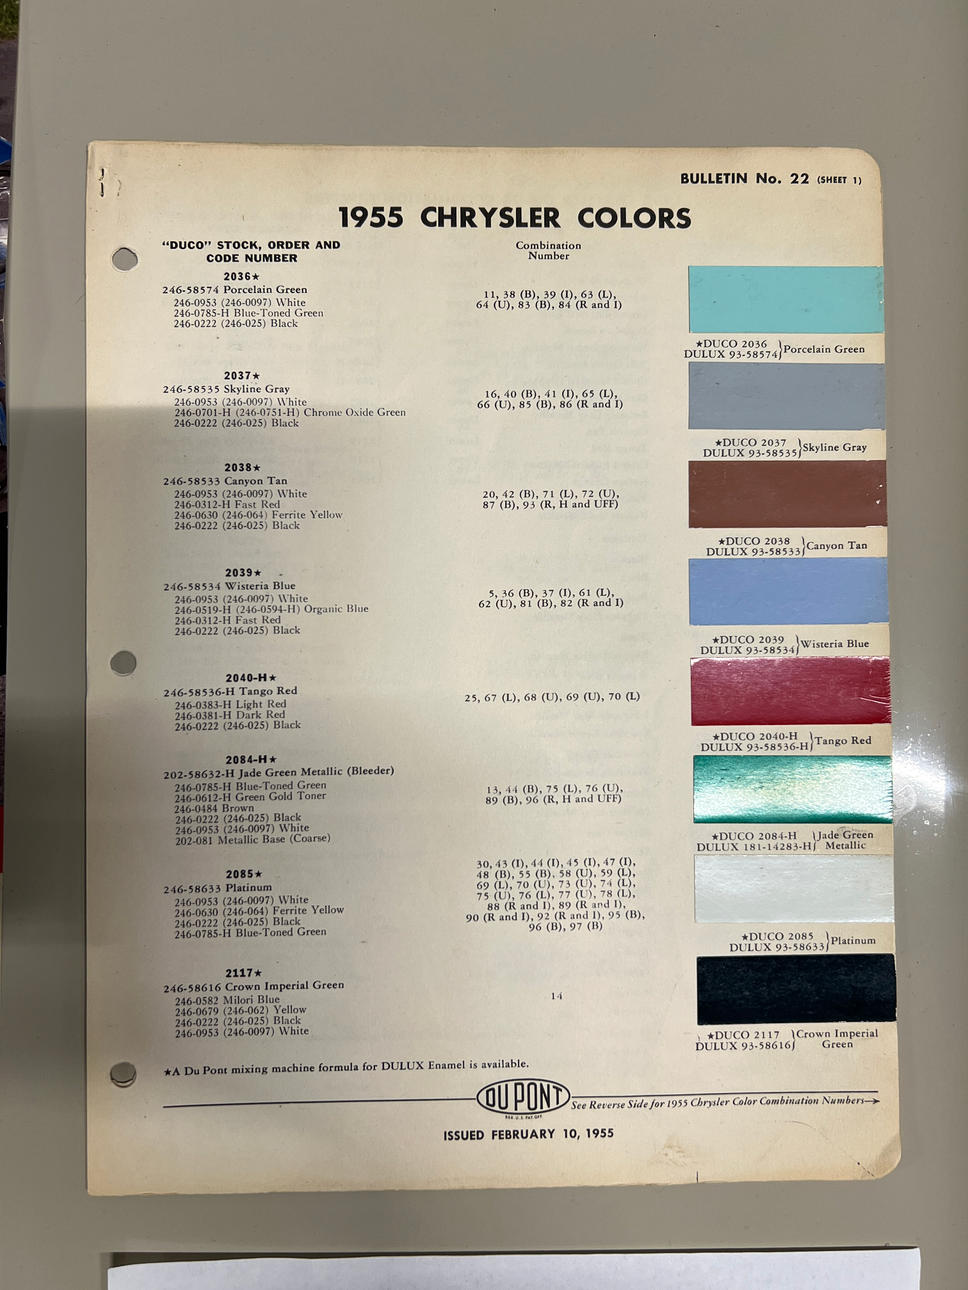 BULLETIN No. 22 (SHEET 1)
1955 CHRYSLER COLORS
"DUCO" STOCK, ORDER AND
CODE NUMBER
Combination
Number
2036★
246-58574 Porcelain Green
246-0953 (246-0097) White
246-0785-H Blue-Toned Green
246-0222 (246-025) Black
11, 38 (B), 39 (I), 63 (L),
64 (U), 83 (B), 84 (R and I)
★DUCO 2036
DULUX 93-58574} Porcelain Green
2037★
246-58535 Skyline Gray
246-0953 (246-0097) White
246-0701-H (246-0751-H) Chrome Oxide Green
246-0222 (246-025) Black
16, 40 (B), 41 (I), 65 (L),
66 (U), 85 (B), 86 (R and I)
★DUCO 2037
DULUX 93-58535} Skyline Gray
2038★
246-58533 Canyon Tan
246-0953 (246-0097) White
246-0312-H Fast Red
246-0630 (246-064) Ferrite Yellow
246-0222 (246-025) Black
20, 42 (B), 71 (L), 72 (U),
87 (B), 93 (R, H and UFF)
★DUCO 2038
DULUX 93-58533} Canyon Tan
2039★
246-58534 Wisteria Blue
246-0953 (246-0097) White
246-0519-H (246-0594-H) Organic Blue
246-0312-H Fast Red
246-0222 (246-025) Black
5, 36 (B), 37 (I), 61 (L),
62 (U), 81 (B), 82 (R and I)
★DUCO 2039
DULUX 93-58534} Wisteria Blue
2040-H★
246-58536-H Tango Red
246-0383-H Light Red
246-0381-H Dark Red
246-0222 (246-025) Black
25, 67 (L), 68 (U), 69 (U), 70 (L)
★DUCO 2040-H
DULUX 93-58536-H} Tango Red
2084-H★
202-58632-H Jade Green Metallic (Bleeder)
246-0785-H Blue-Toned Green
246-0612-H Green Gold Toner
246-0484 Brown
246-0222 (246-025) Black
246-0953 (246-0097) White
202-081 Metallic Base (Coarse)
13, 44 (B), 75 (L), 76 (U),
89 (B), 96 (R, H and UFF)
★DUCO 2084-H } Jade Green
DULUX 181-14283-H} Metallic
2085★
246-58633 Platinum
246-0953 (246-0097) White
246-0630 (246-064) Ferrite Yellow
246-0222 (246-025) Black
246-0785-H Blue-Toned Green
30, 43 (I), 44 (I), 45 (I), 47 (I),
48 (B), 55 (B), 58 (U), 59 (L),
69 (L), 70 (U), 73 (U), 74 (L),
75 (U), 76 (L), 77 (U), 78 (L),
88 (R and I), 89 (R and I),
90 (R and I), 92 (R and I), 95 (B),
96 (B), 97 (B)
★DUCO 2085
DULUX 93-58633} Platinum
2117★
246-58616 Crown Imperial Green
246-0582 Milori Blue
246-0679 (246-062) Yellow
246-0222 (246-025) Black
246-0953 (246-0097) White
14
★DUCO 2117 } Crown Imperial
DULUX 93-58616} Green
★A Du Pont mixing machine formula for DULUX Enamel is available.
DU PONT
REG. U.S. PAT. OFF.
See Reverse Side for 1955 Chrysler Color Combination Numbers→
ISSUED FEBRUARY 10, 1955